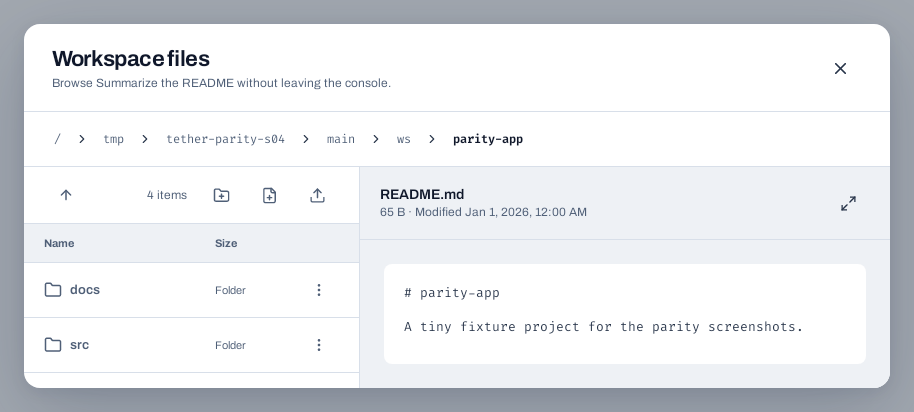 Workspace files
Browse Summarize the README without leaving the console.
/ tmp tether-parity-s04 main ws parity-app
4 items
Name Size
docs Folder
src Folder
README.md
65 B · Modified Jan 1, 2026, 12:00 AM
# parity-app
A tiny fixture project for the parity screenshots.